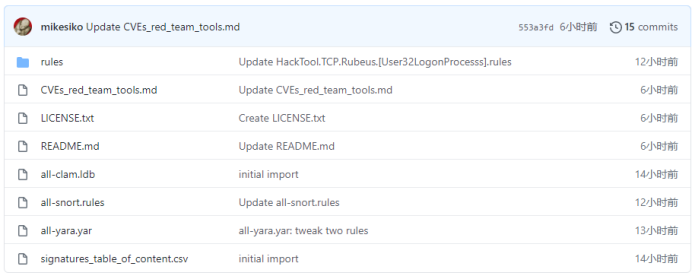 mikesiko Update CVEs_red_team_tools.md 553a3fd 6小时前 15 commits
rules Update HackTool.TCP.Rubeus.[User32LogonProcesss].rules 12小时前
CVEs_red_team_tools.md Update CVEs_red_team_tools.md 6小时前
LICENSE.txt Create LICENSE.txt 6小时前
README.md Update README.md 6小时前
all-clam.ldb initial import 14小时前
all-snort.rules Update all-snort.rules 12小时前
all-yara.yar all-yara.yar: tweak two rules 13小时前
signatures_table_of_content.csv initial import 14小时前